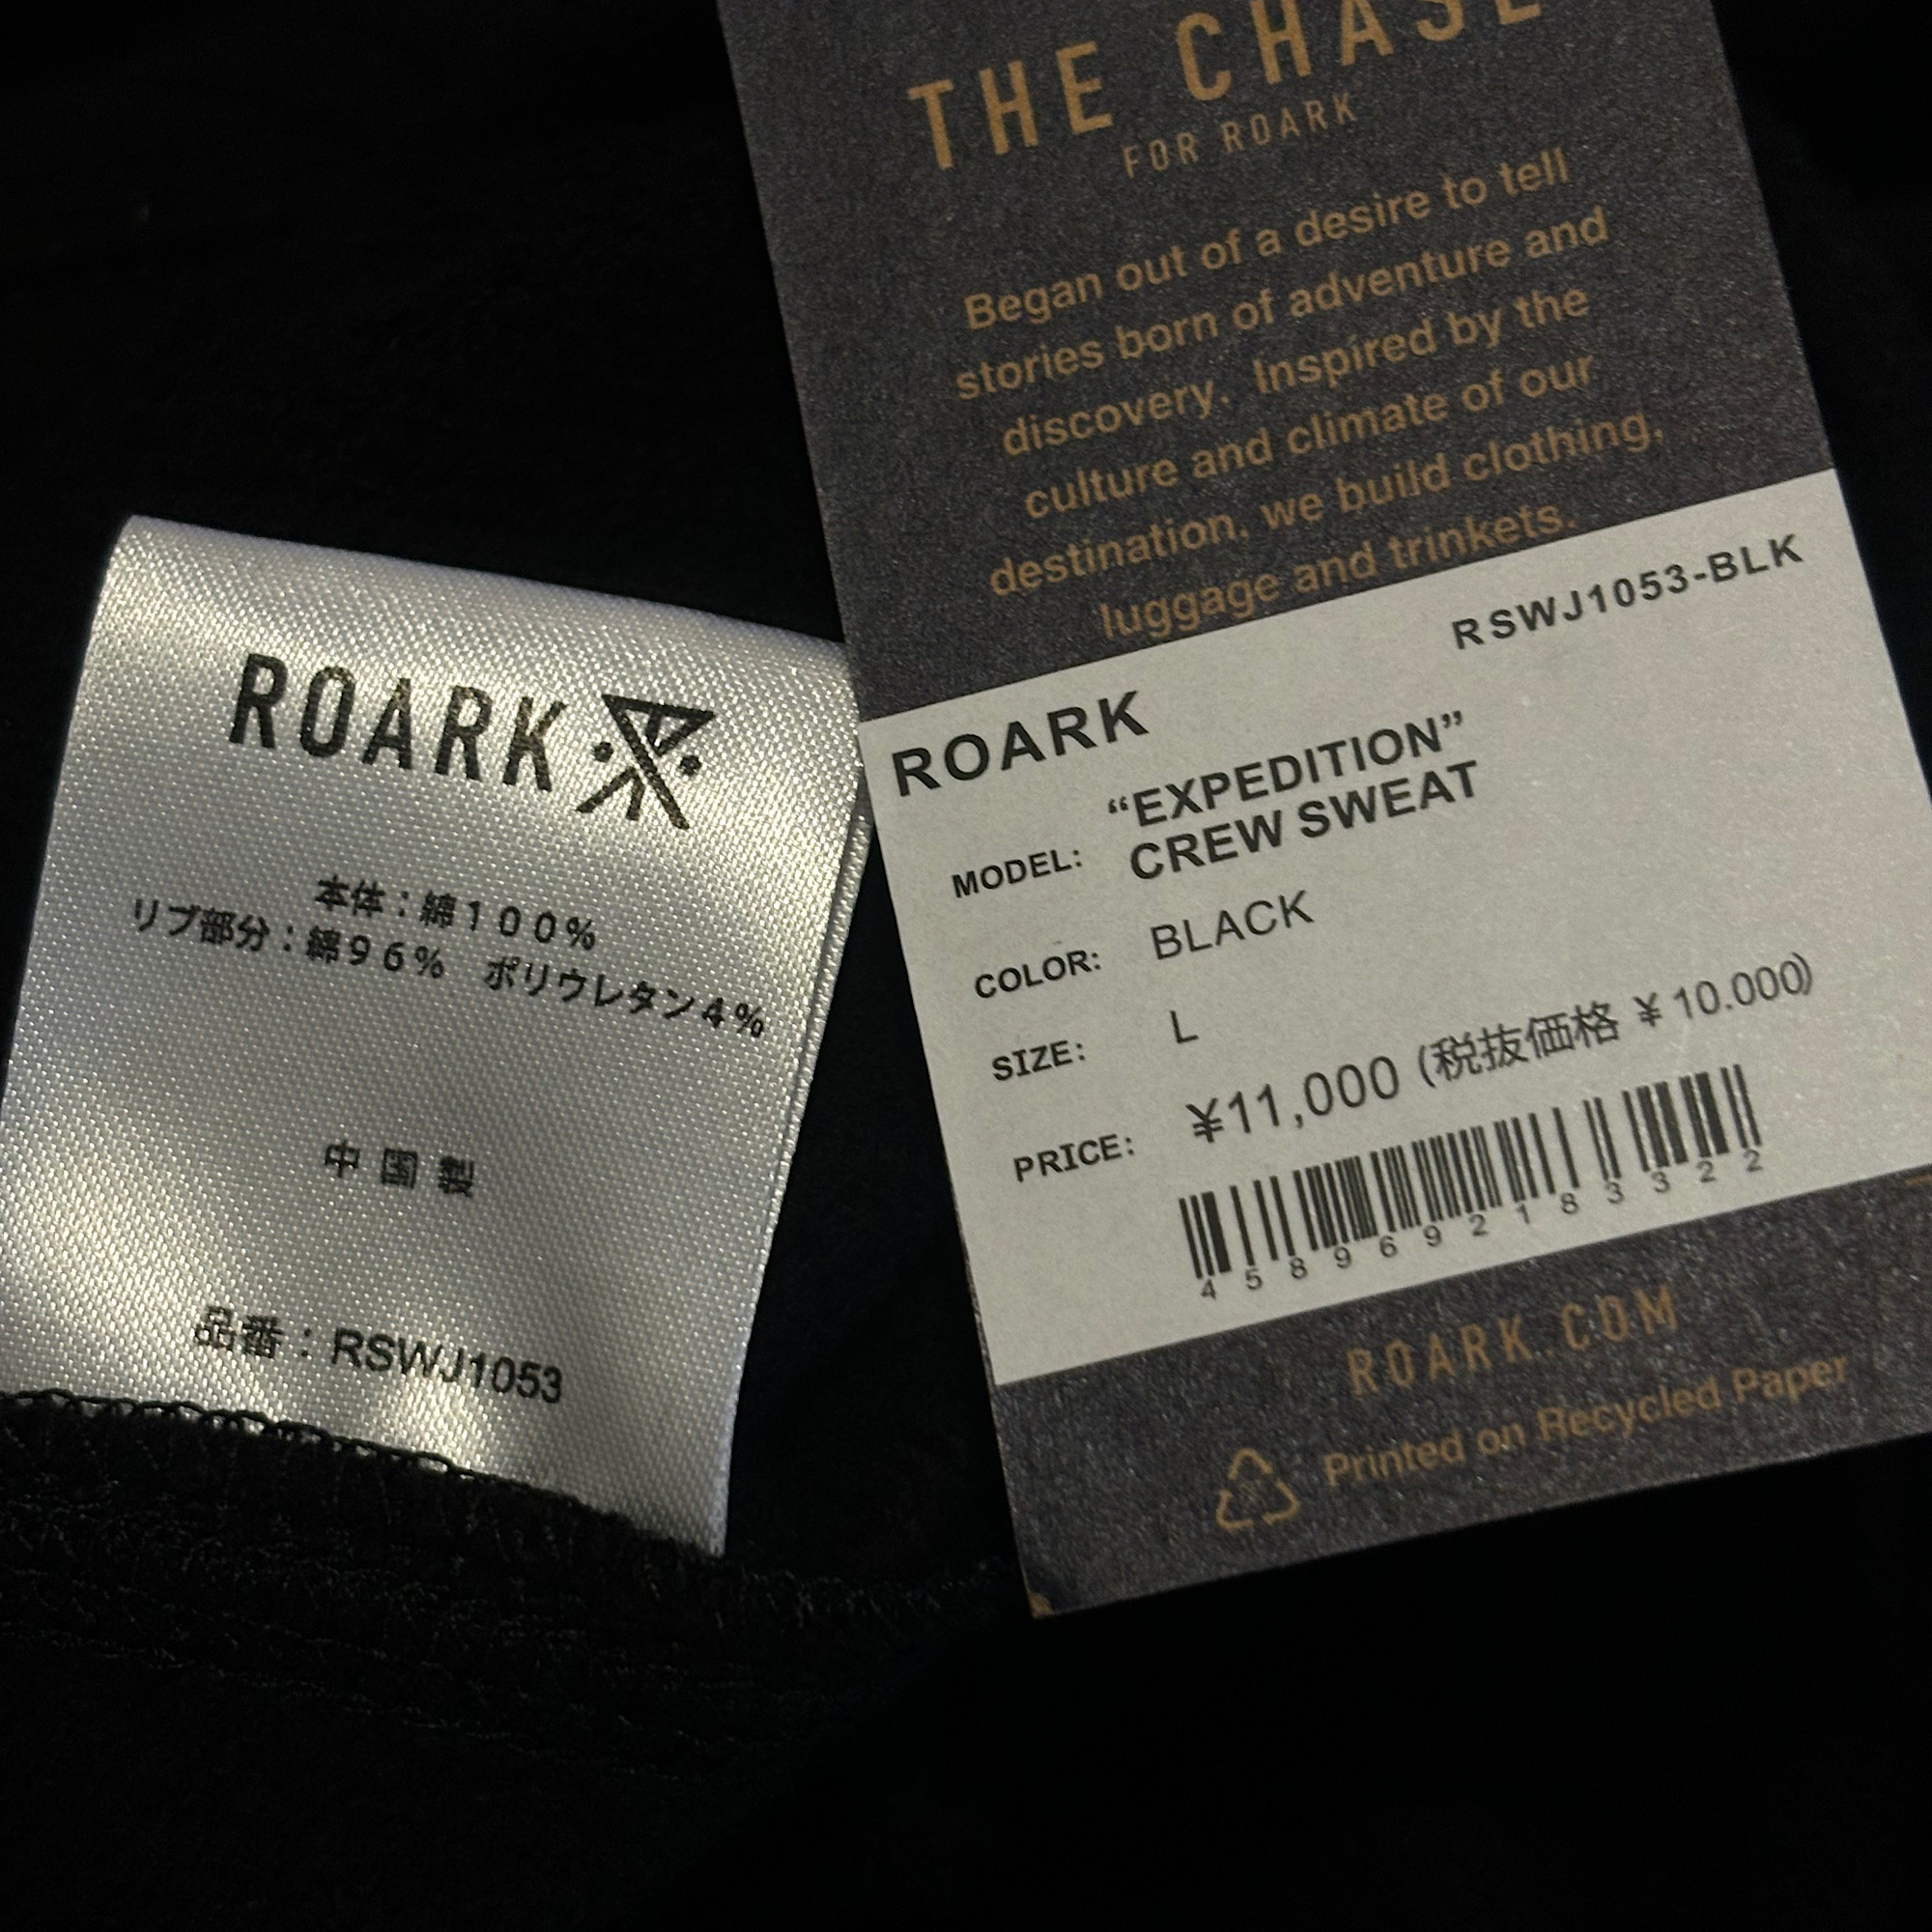 THE CHASE
FOR ROARK
Began out of a desire to tell
stories born of adventure and
discovery. Inspired by the
culture and climate of our
destination, we build clothing,
luggage and trinkets.
RSWJ1053-BLK
ROARK
MODEL: “EXPEDITION”
CREW SWEAT
COLOR: BLACK
SIZE: L
PRICE: ¥11,000 (税抜価格 ¥10.000)
4589692183322
ROARK.COM
Printed on Recycled Paper
ROARK
本体：綿１００％
リブ部分：綿９６％ ポリウレタン４％
中国製
品番：RSWJ1053